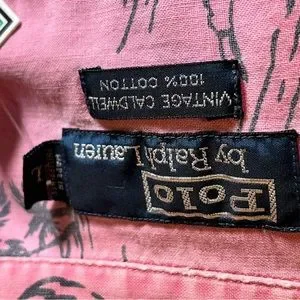 Polo
by Ralph Lauren
L
VINTAGE CALDWELL
100% COTTON